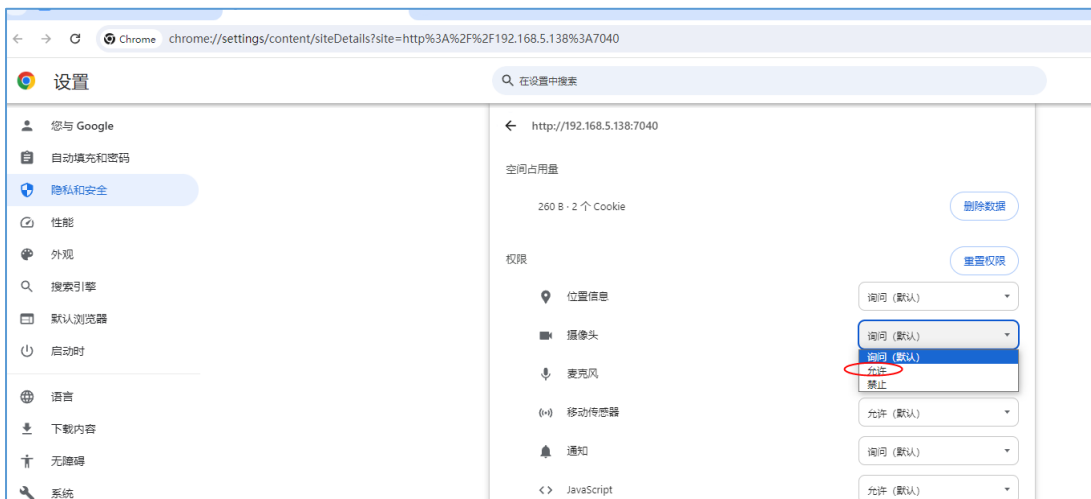 Chrome chrome://settings/content/siteDetails?site=http%3A%2F%2F192.168.5.138%3A7040
设置
在设置中搜索
您与 Google
自动填充和密码
隐私和安全
性能
外观
搜索引擎
默认浏览器
启动时
语言
下载内容
无障碍
系统
http://192.168.5.138:7040
空间占用量
260 B · 2 个 Cookie 删除数据
权限 重置权限
位置信息 询问（默认）
摄像头 询问（默认）
询问（默认）
允许
禁止
麦克风
移动传感器 允许（默认）
通知 询问（默认）
JavaScript 允许（默认）